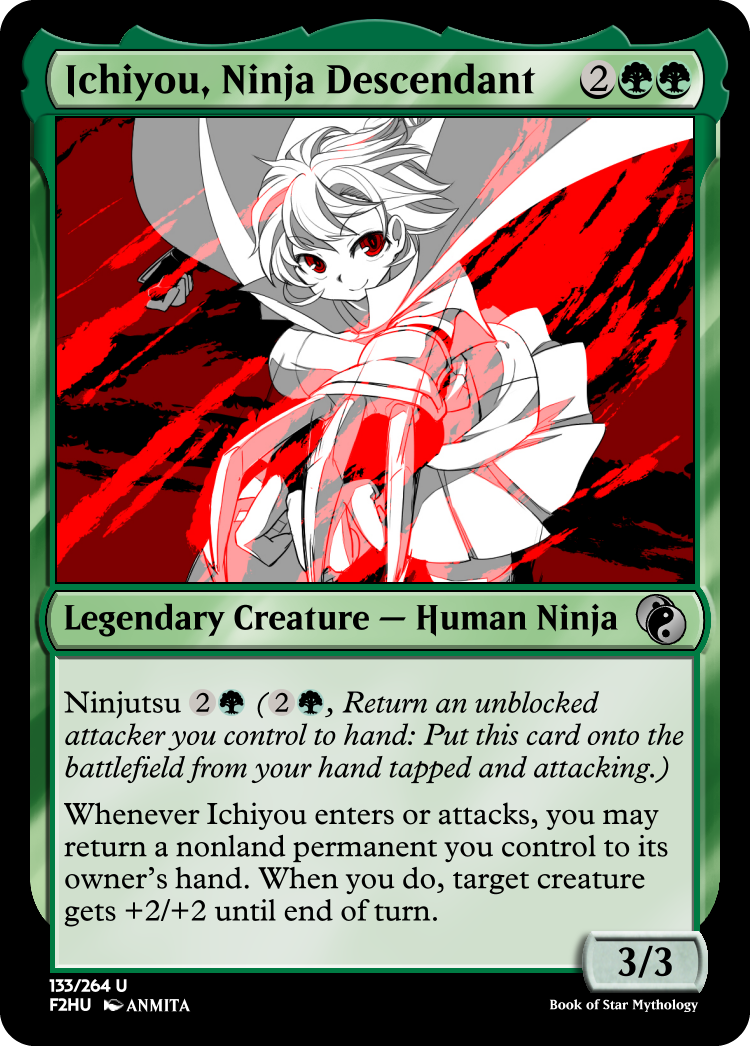 Ichiyou, Ninja Descendant 2
Legendary Creature — Human Ninja
Ninjutsu 2 (2, Return an unblocked
attacker you control to hand: Put this card onto the
battlefield from your hand tapped and attacking.)
Whenever Ichiyou enters or attacks, you may
return a nonland permanent you control to its
owner's hand. When you do, target creature
gets +2/+2 until end of turn.
3/3
133/264 U
F2HU ANMITA
Book of Star Mythology